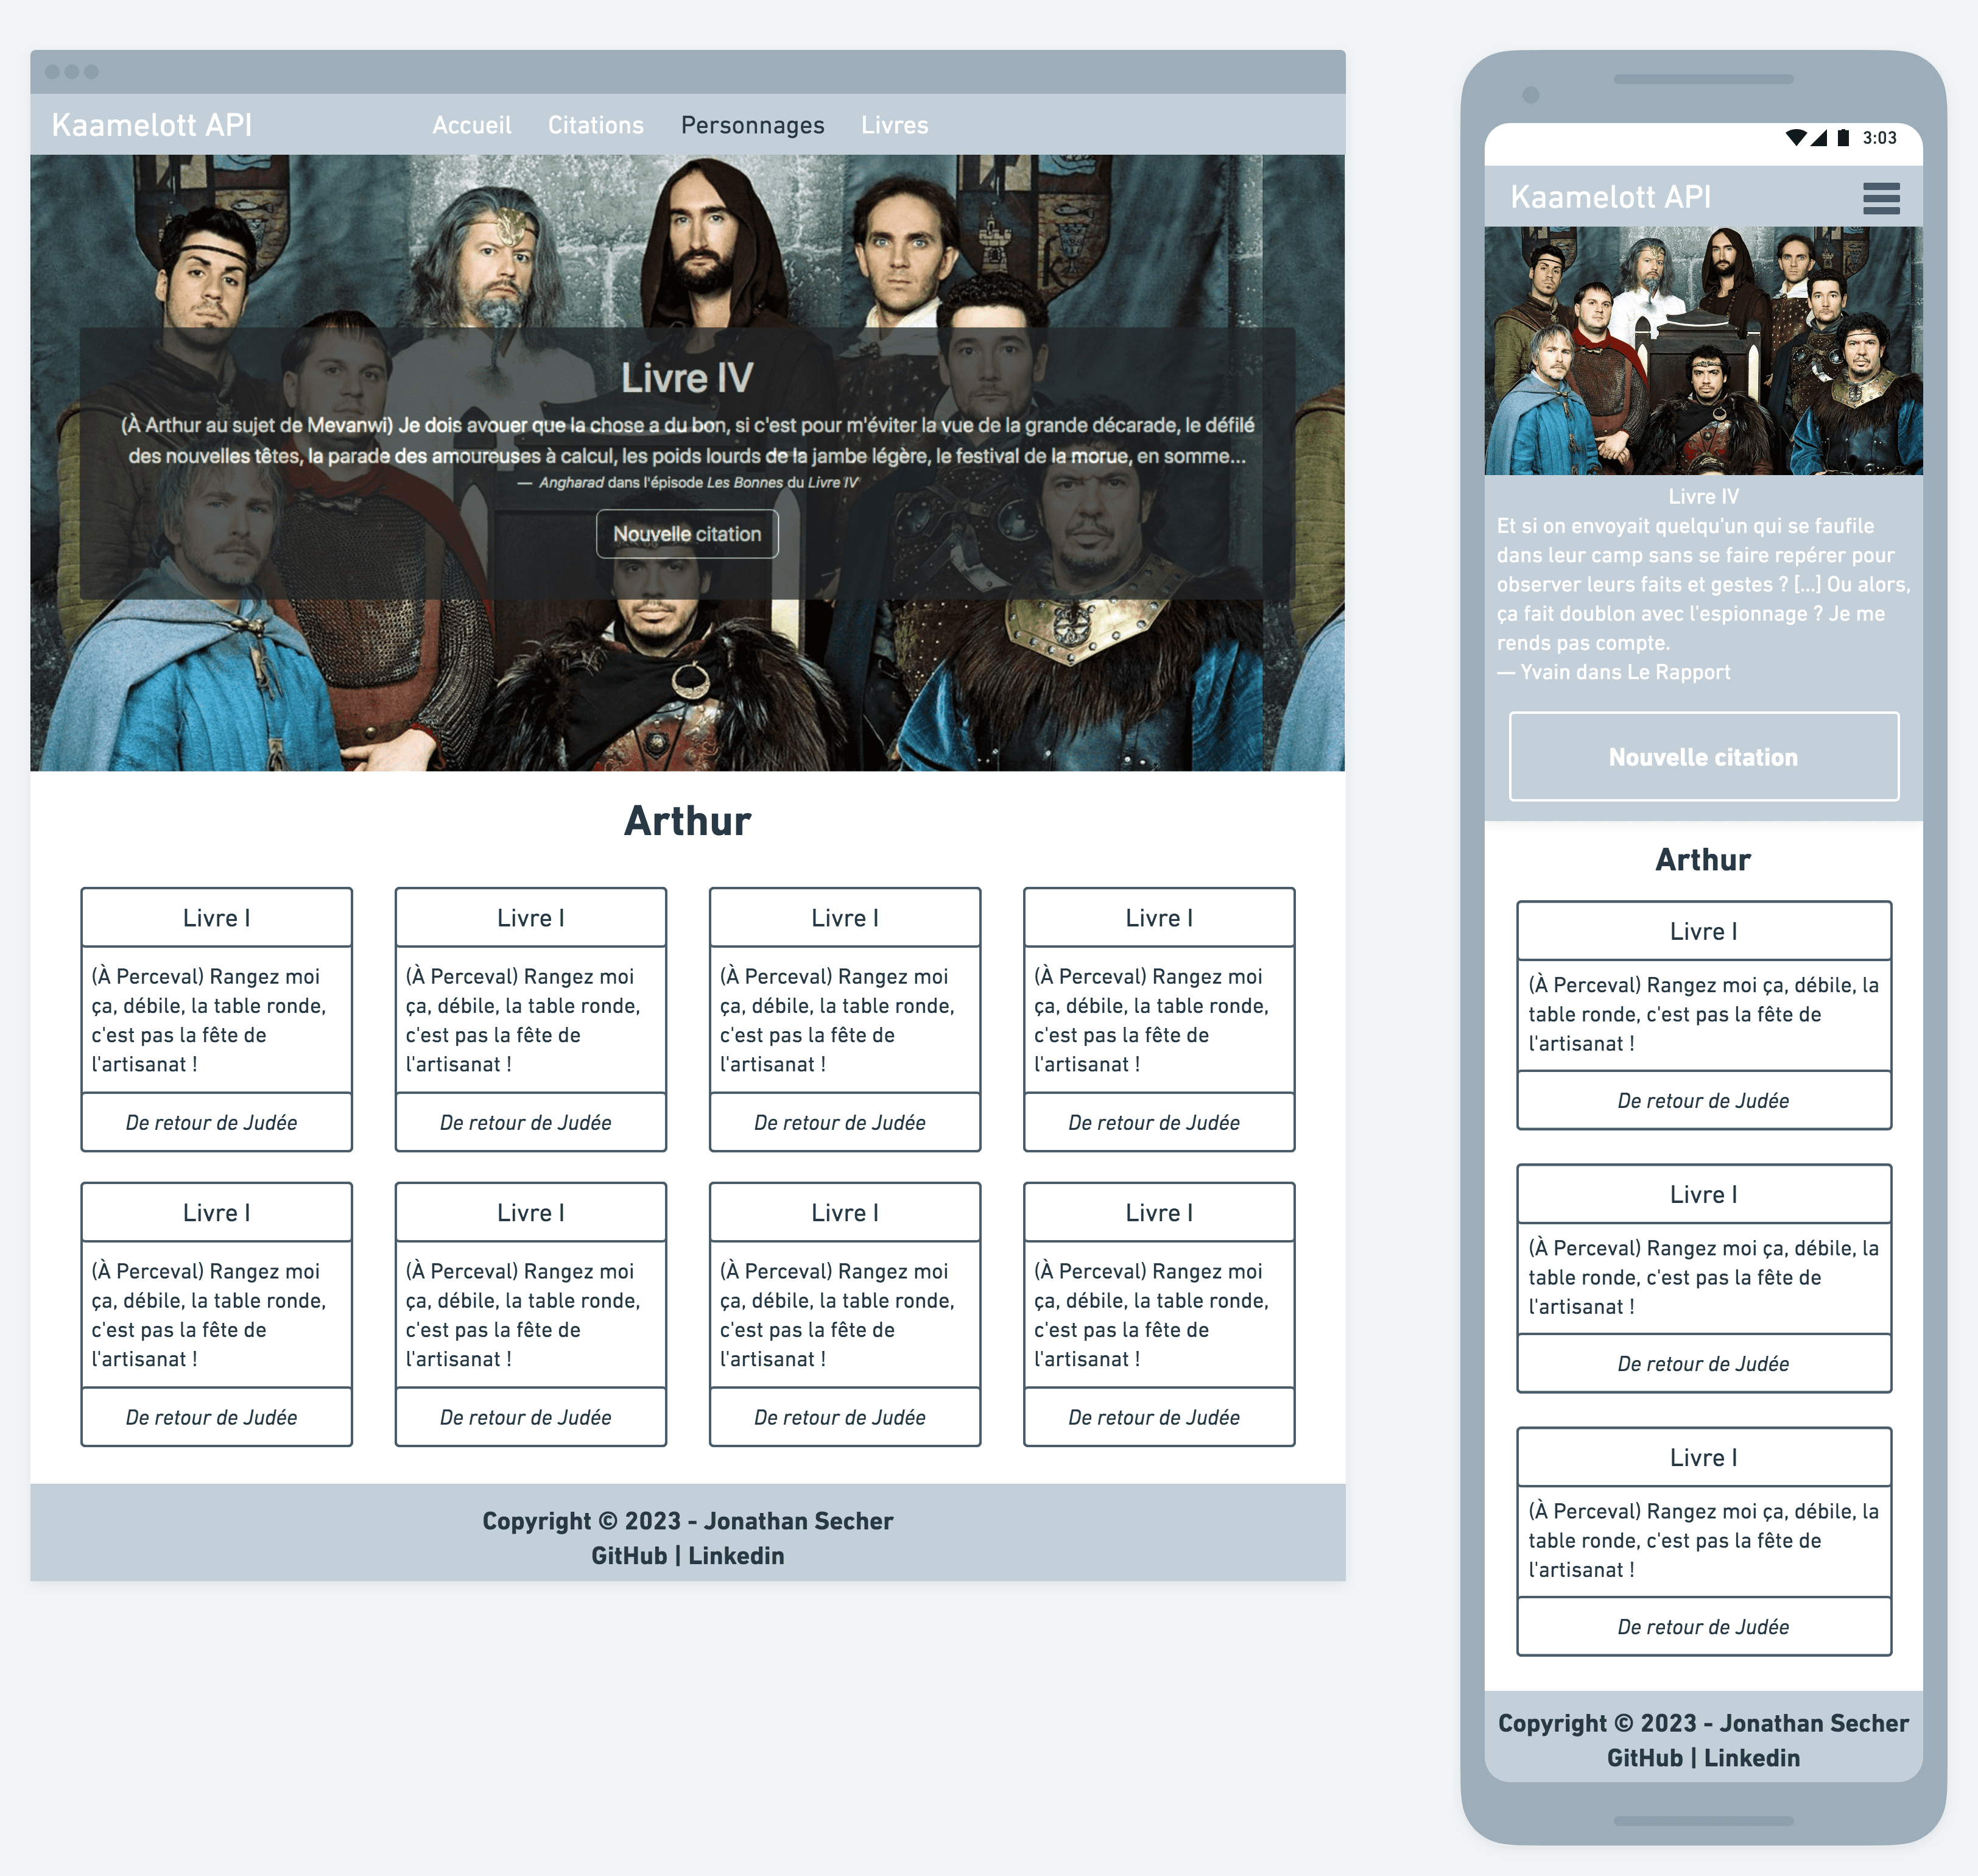 Kaamelott API
Accueil Citations Personnages Livres
Livre IV
(À Arthur au sujet de Mevanwi) Je dois avouer que la chose a du bon, si c'est pour m'éviter la vue de la grande décarade, le défilé
des nouvelles têtes, la parade des amoureuses à calcul, les poids lourds de la jambe légère, le festival de la morue, en somme...
— Angharad dans l'épisode Les Bonnes du Livre IV
Nouvelle citation
Arthur
Livre I
(À Perceval) Rangez moi
ça, débile, la table ronde,
c'est pas la fête de
l'artisanat !
De retour de Judée
Livre I
(À Perceval) Rangez moi
ça, débile, la table ronde,
c'est pas la fête de
l'artisanat !
De retour de Judée
Livre I
(À Perceval) Rangez moi
ça, débile, la table ronde,
c'est pas la fête de
l'artisanat !
De retour de Judée
Livre I
(À Perceval) Rangez moi
ça, débile, la table ronde,
c'est pas la fête de
l'artisanat !
De retour de Judée
Livre I
(À Perceval) Rangez moi
ça, débile, la table ronde,
c'est pas la fête de
l'artisanat !
De retour de Judée
Livre I
(À Perceval) Rangez moi
ça, débile, la table ronde,
c'est pas la fête de
l'artisanat !
De retour de Judée
Livre I
(À Perceval) Rangez moi
ça, débile, la table ronde,
c'est pas la fête de
l'artisanat !
De retour de Judée
Livre I
(À Perceval) Rangez moi
ça, débile, la table ronde,
c'est pas la fête de
l'artisanat !
De retour de Judée
Copyright © 2023 - Jonathan Secher
GitHub | Linkedin
3:03
Kaamelott API
Livre IV
Et si on envoyait quelqu'un qui se faufile
dans leur camp sans se faire repérer pour
observer leurs faits et gestes ? [...] Ou alors,
ça fait doublon avec l'espionnage ? Je me
rends pas compte.
— Yvain dans Le Rapport
Nouvelle citation
Arthur
Livre I
(À Perceval) Rangez moi ça, débile, la
table ronde, c'est pas la fête de
l'artisanat !
De retour de Judée
Livre I
(À Perceval) Rangez moi ça, débile, la
table ronde, c'est pas la fête de
l'artisanat !
De retour de Judée
Livre I
(À Perceval) Rangez moi ça, débile, la
table ronde, c'est pas la fête de
l'artisanat !
De retour de Judée
Copyright © 2023 - Jonathan Secher
GitHub | Linkedin